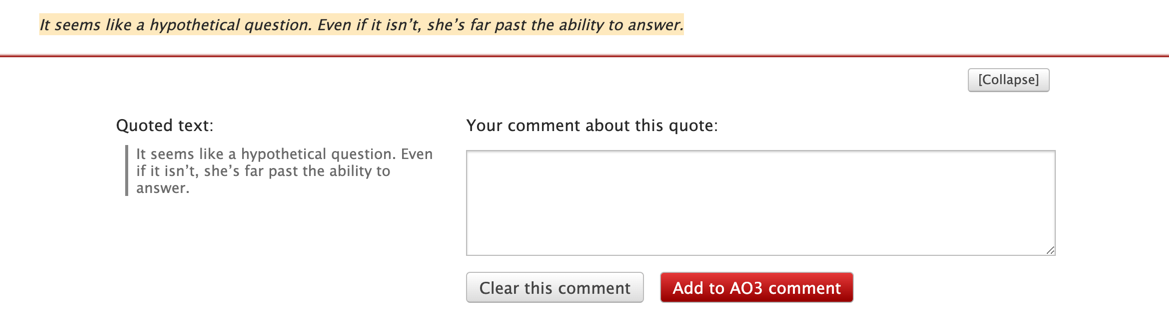 It seems like a hypothetical question. Even if it isn’t, she’s far past the ability to answer.
[Collapse]
Quoted text:
It seems like a hypothetical question. Even
if it isn’t, she’s far past the ability to
answer.
Your comment about this quote:
Clear this comment
Add to AO3 comment